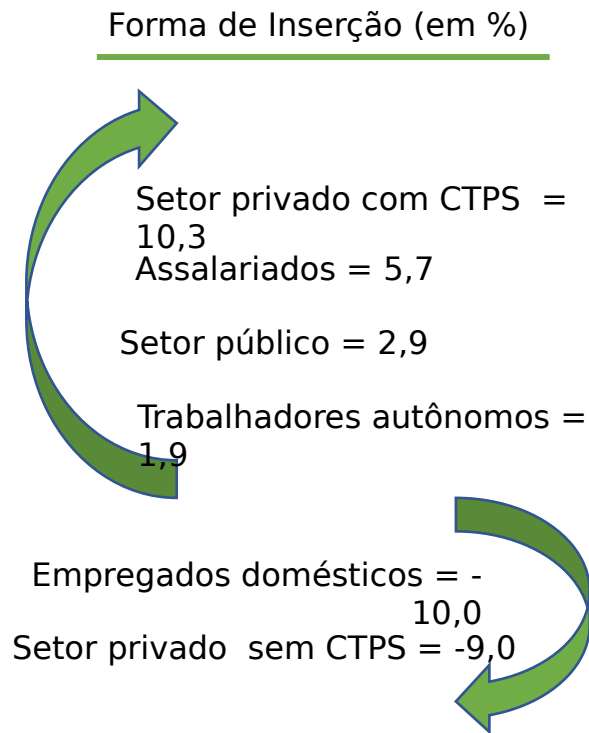 Forma de Inserção (em %)
Setor privado com CTPS  =
10,3
Assalariados = 5,7
Setor público = 2,9
Trabalhadores autônomos =
1,9
Empregados domésticos = -
10,0
Setor privado  sem CTPS = -9,0